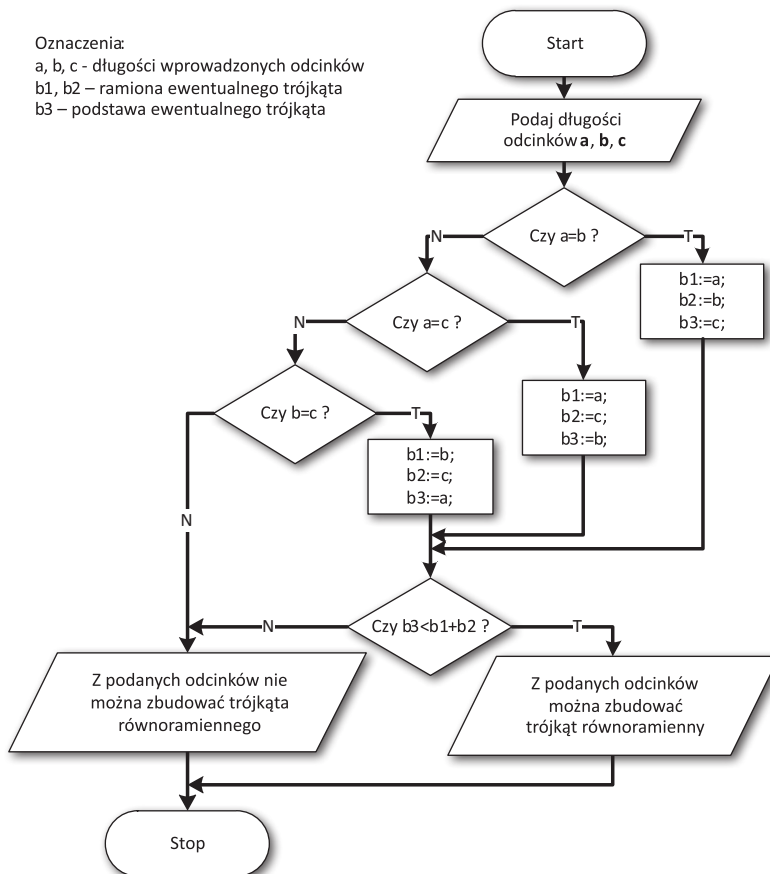 Oznaczenia:
a, b, c - długości wprowadzonych odcinków
b1, b2 – ramiona ewentualnego trójkąta
b3 – podstawa ewentualnego trójkąta
Start
Podaj długości
odcinków a, b, c
Czy a=b ?
N
T
b1:=a;
b2:=b;
b3:=c;
Czy a=c ?
N
T
b1:=a;
b2:=c;
b3:=b;
Czy b=c ?
T
b1:=b;
b2:=c;
b3:=a;
N
Czy b3<b1+b2 ?
N
T
Z podanych odcinków nie
można zbudować trójkąta
równoramiennego
Z podanych odcinków
można zbudować
trójkąt równoramienny
Stop